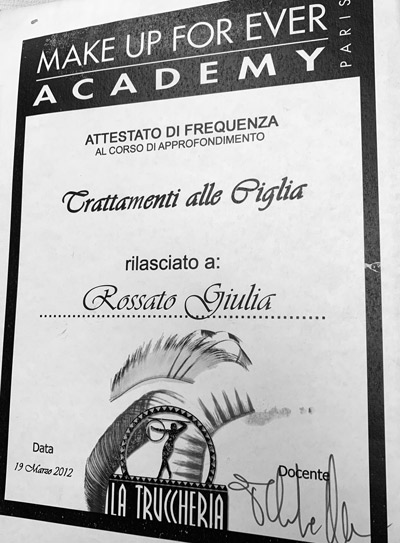 MAKE UP FOR EVER
ACADEMY
PARIS
ATTESTATO DI FREQUENZA
AL CORSO DI APPROFONDIMENTO
Trattamenti alle Ciglia
rilasciato a:
Rossato Giulia
Data
19 Marzo 2012
Docente
LA TRUCCHERIA